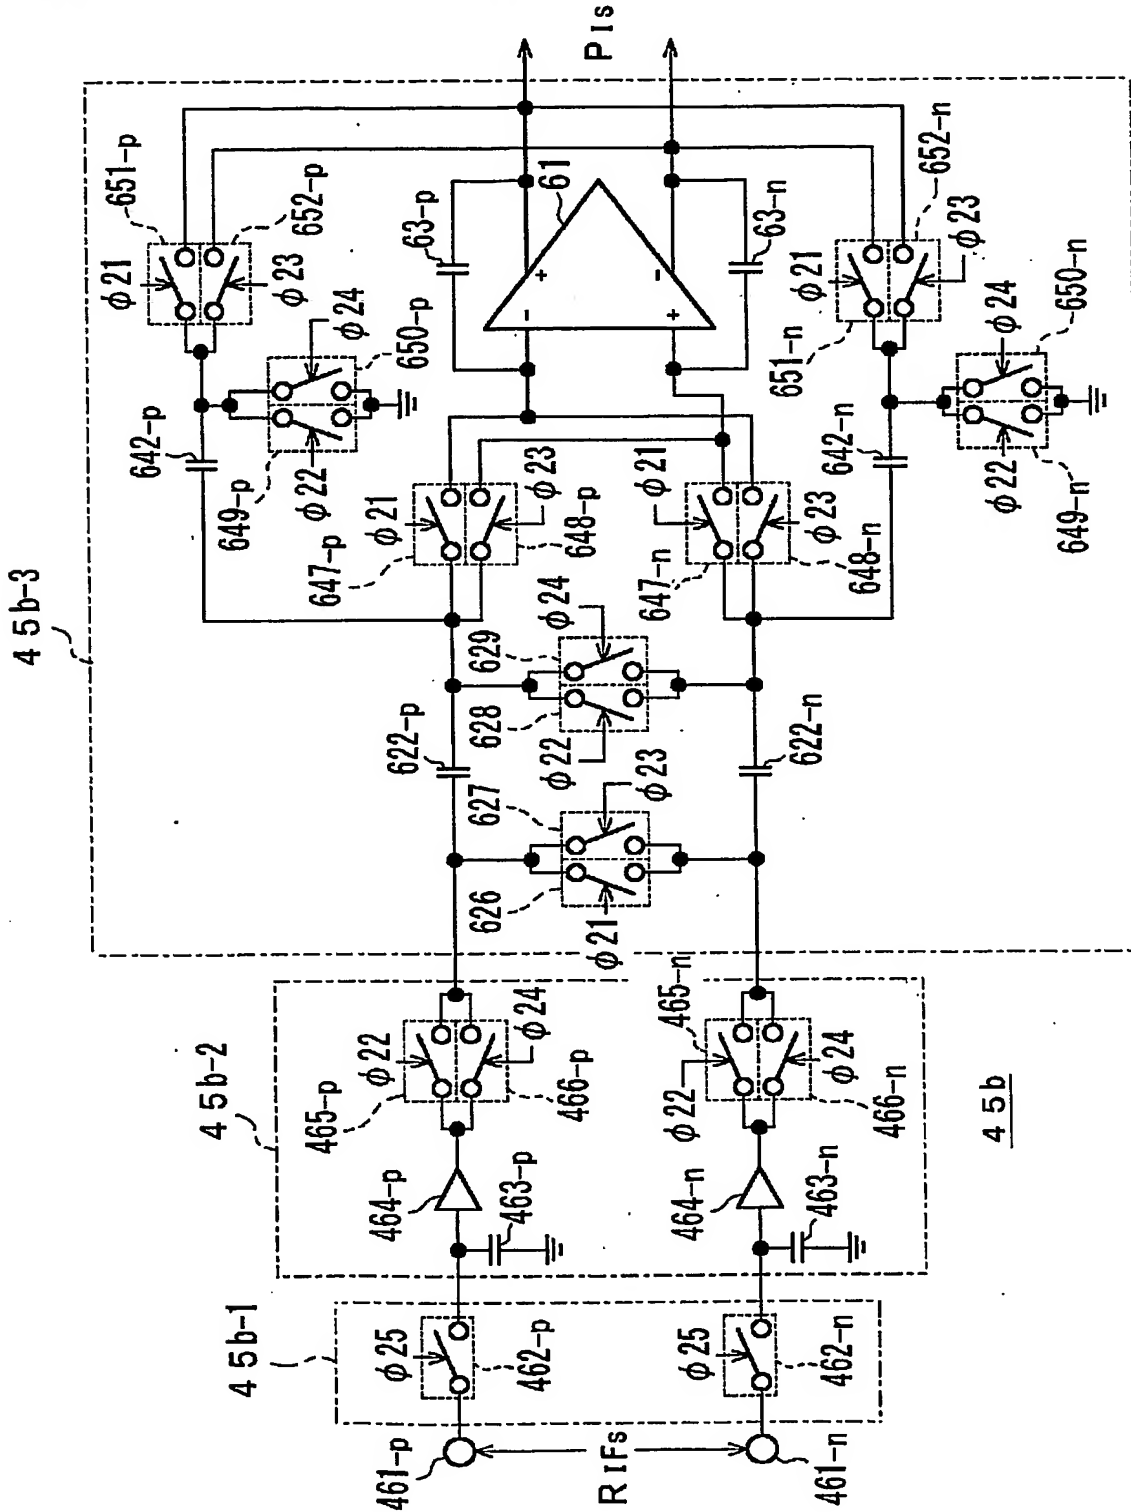 45b-3
651-p
φ21
652-p
φ23
642-p
649-p
φ22
φ24
650-p
63-p
61
+
-
-
+
63-n
PIs
φ21
647-p
φ23
648-p
φ21
647-n
φ23
648-n
φ21
651-n
652-n
φ23
642-n
φ24
650-n
φ22
649-n
622-p
φ24
629
628
φ22
622-n
φ23
627
626
φ21
45b-2
φ22
465-p
φ24
466-p
464-p
463-p
465-n
φ22
φ24
466-n
464-n
463-n
45b
45b-1
φ25
462-p
φ25
462-n
461-p
RIFs
461-n